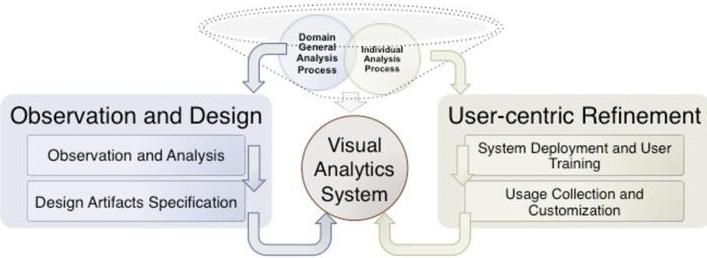 Domain
General
Analysis
Process
Individual
Analysis
Process
Observation and Design
Observation and Analysis
Design Artifacts Specification
Visual
Analytics
System
User-centric Refinement
System Deployment and User
Training
Usage Collection and
Customization